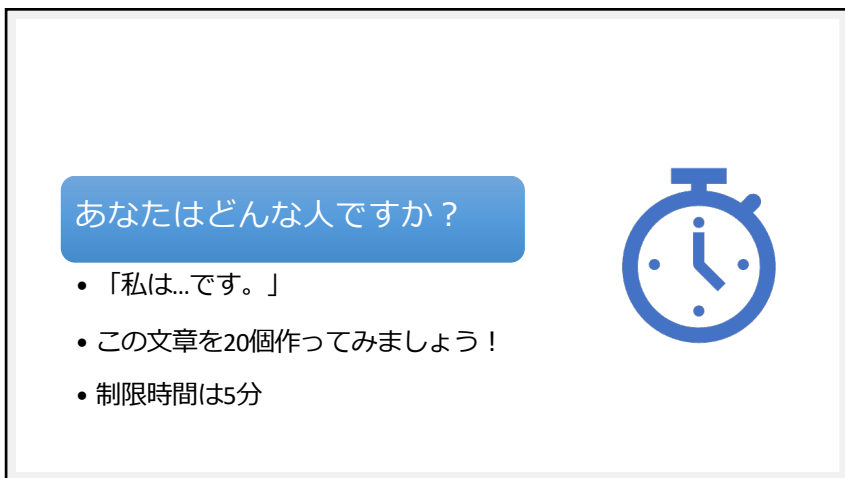 あなたはどんな人ですか？
• 「私は...です。」
• この文章を20個作ってみましょう！
• 制限時間は5分